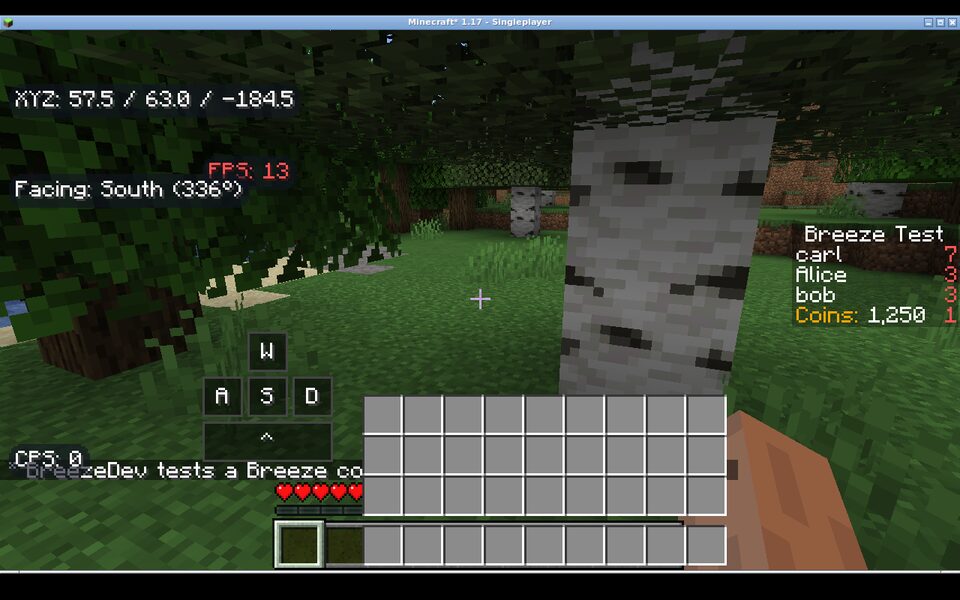 Minecraft* 1.17 - Singleplayer
XYZ: 57.5 / 63.0 / -184.5
FPS: 13
Facing: South (336º)
Breeze Test
carl 7
Alice 3
bob 3
Coins: 1,250 1
W
A S D
^
CPS: 0
BreezeDev tests a Breeze co